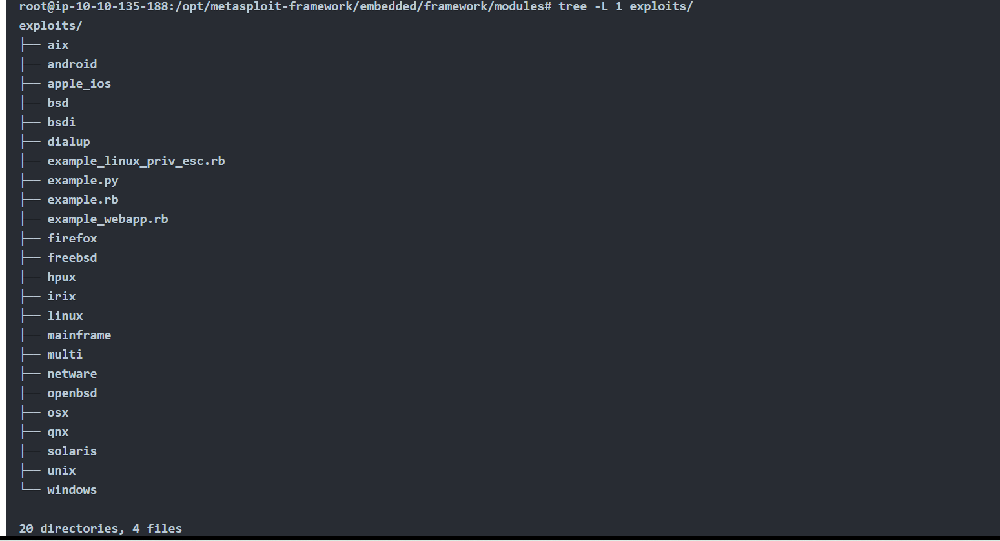 root@ip-10-10-135-188:/opt/metasploit-framework/embedded/framework/modules# tree -L 1 exploits/
exploits/
├── aix
├── android
├── apple_ios
├── bsd
├── bsdi
├── dialup
├── example_linux_priv_esc.rb
├── example.py
├── example.rb
├── example_webapp.rb
├── firefox
├── freebsd
├── hpux
├── irix
├── linux
├── mainframe
├── multi
├── netware
├── openbsd
├── osx
├── qnx
├── solaris
├── unix
└── windows
20 directories, 4 files